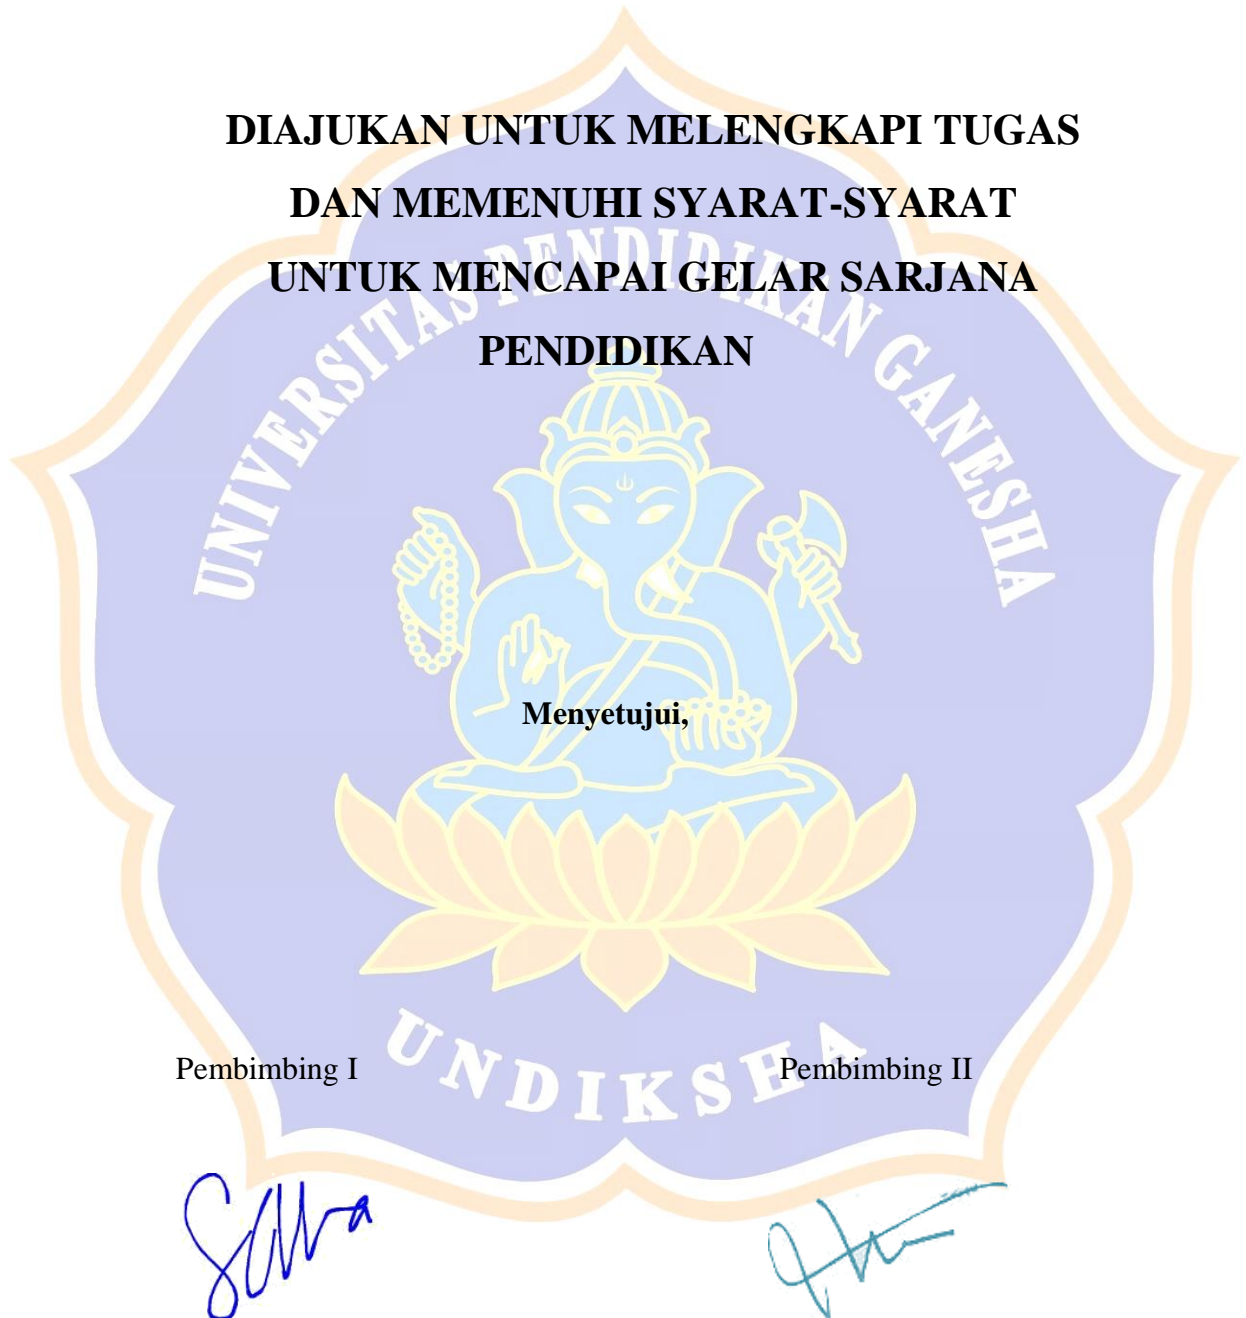 DIAJUKAN UNTUK MELENGKAPI TUGAS
DAN MEMENUHI SYARAT-SYARAT
UNTUK MENCAPAI GELAR SARJANA
PENDIDIKAN
UNIVERSITAS PENDIDIKAN GANESHA
Menyetujui,
UNDIKSHA
Pembimbing I
Pembimbing II